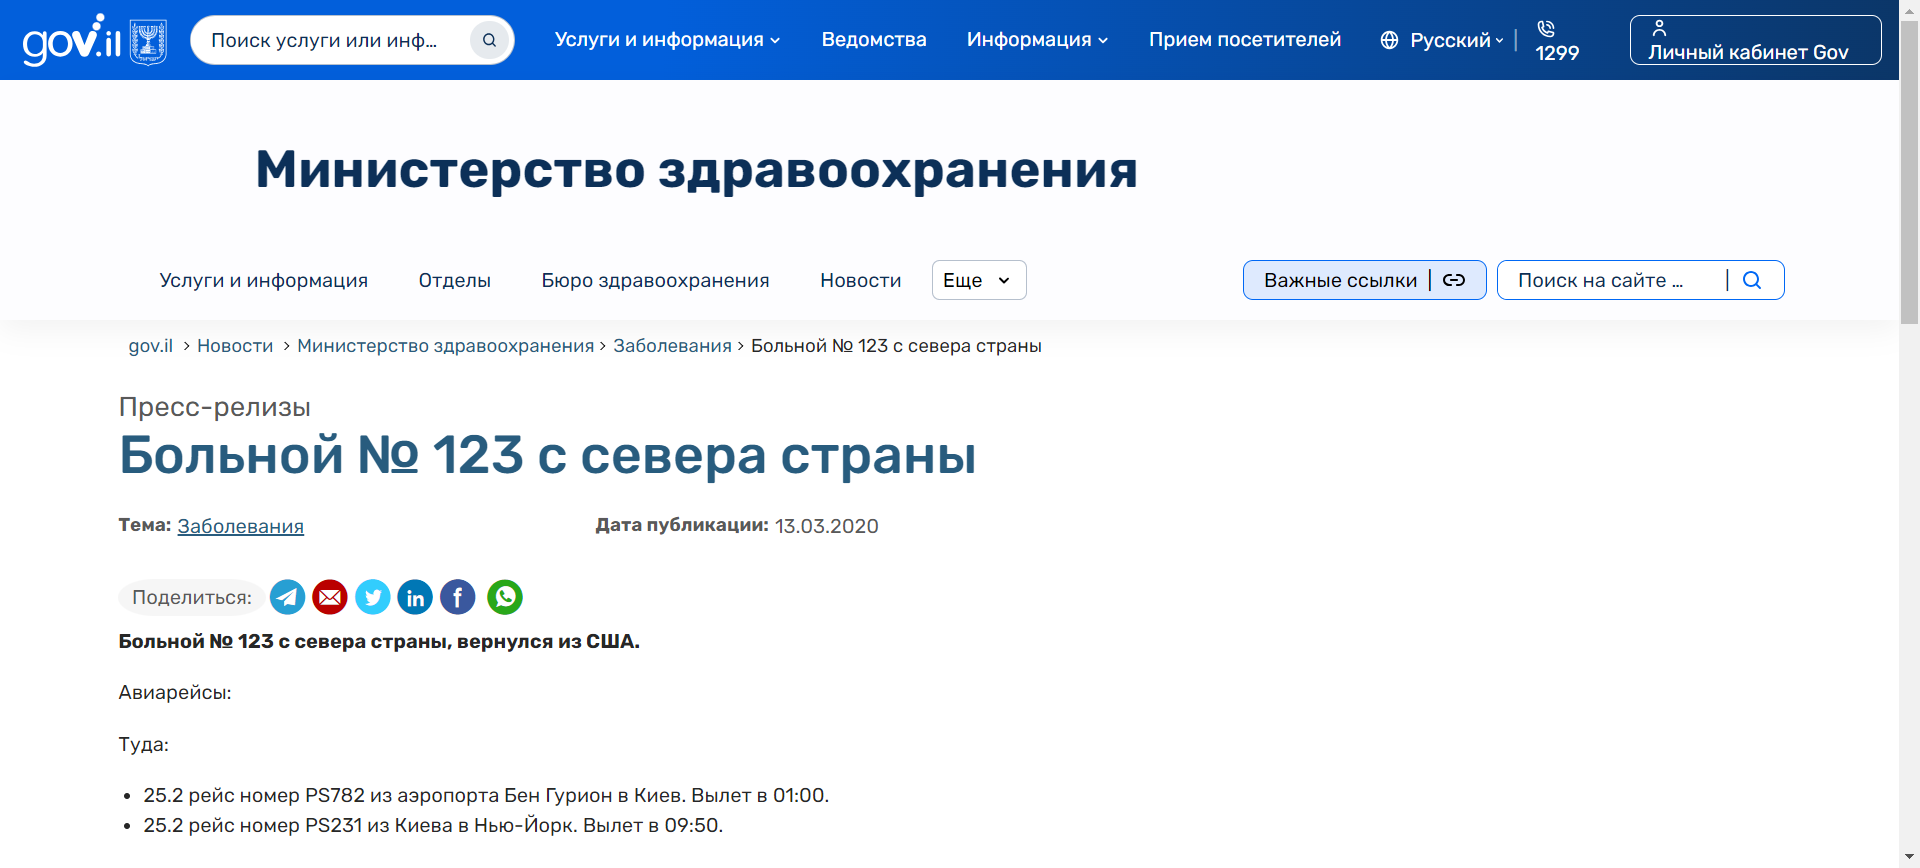 gov.il
Поиск услуги или инф...
Услуги и информация
Ведомства
Информация
Прием посетителей
Русский
1299
Личный кабинет Gov
Министерство здравоохранения
Услуги и информация
Отделы
Бюро здравоохранения
Новости
Еще
Важные ссылки
Поиск на сайте ...
gov.il > Новости > Министерство здравоохранения > Заболевания > Больной № 123 с севера страны
Пресс-релизы
Больной № 123 с севера страны
Тема: Заболевания
Дата публикации: 13.03.2020
Поделиться:
Больной № 123 с севера страны, вернулся из США.
Авиарейсы:
Туда:
• 25.2 рейс номер PS782 из аэропорта Бен Гурион в Киев. Вылет в 01:00.
• 25.2 рейс номер PS231 из Киева в Нью-Йорк. Вылет в 09:50.